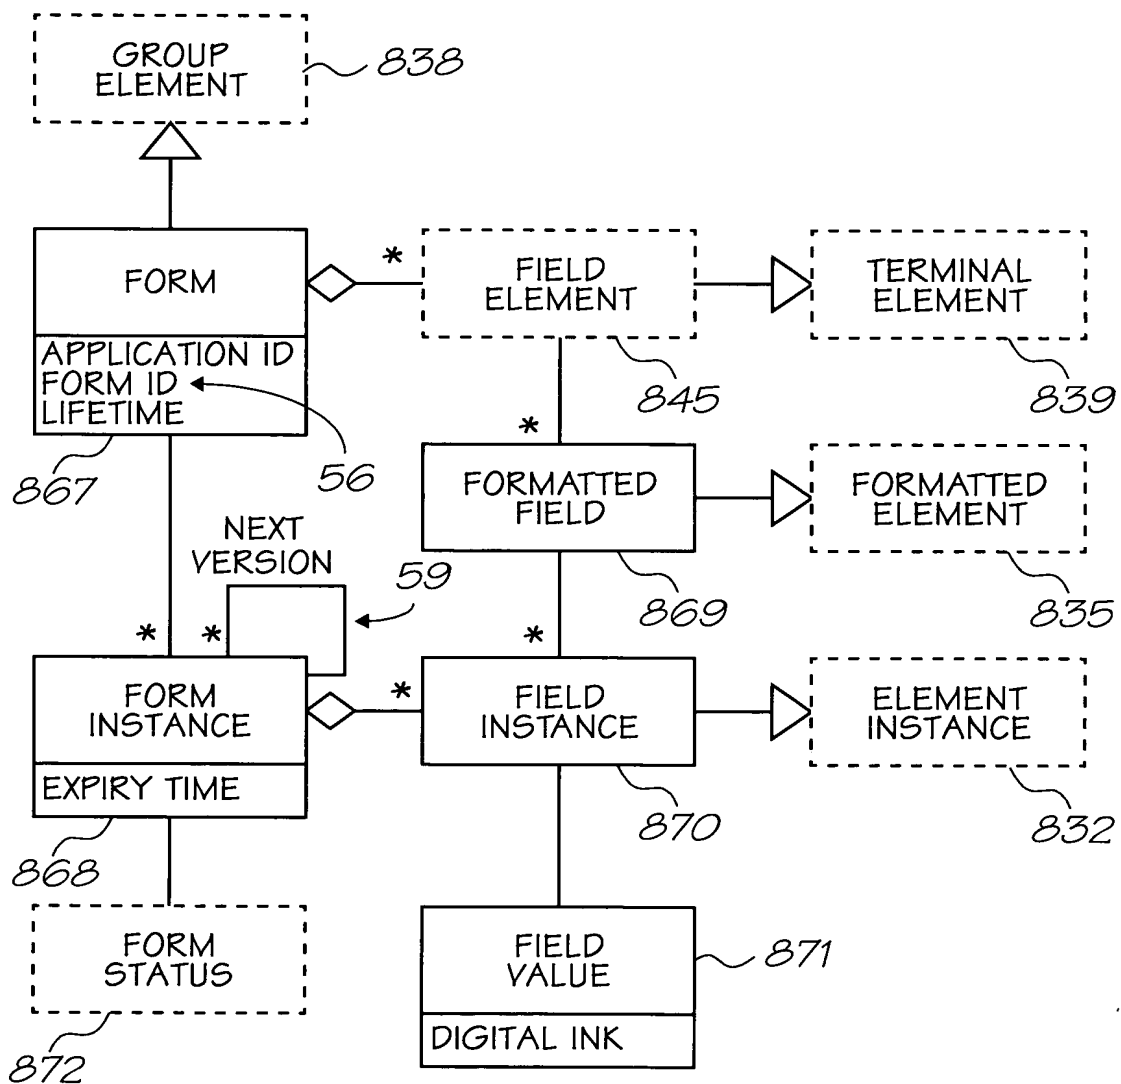 GROUP
ELEMENT
838
FORM
APPLICATION ID
FORM ID
LIFETIME
867
56
*
FIELD
ELEMENT
845
TERMINAL
ELEMENT
839
*
FORMATTED
FIELD
869
FORMATTED
ELEMENT
835
NEXT
VERSION
59
*
*
FORM
INSTANCE
EXPIRY TIME
868
*
*
FIELD
INSTANCE
870
ELEMENT
INSTANCE
832
FORM
STATUS
872
FIELD
VALUE
DIGITAL INK
871